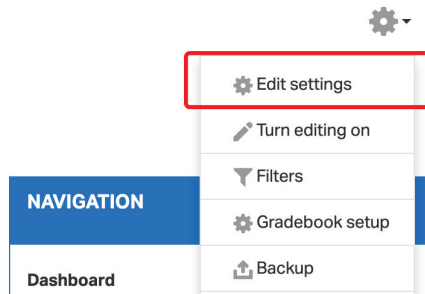 Edit settings
Turn editing on
Filters
NAVIGATION
Gradebook setup
Backup
Dashboard